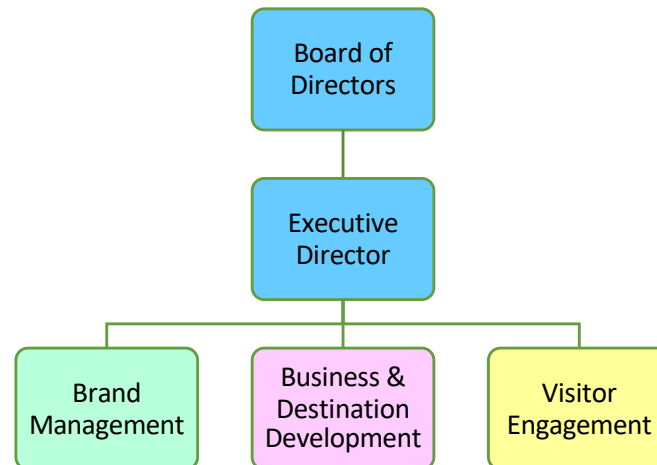 Board of
Directors
Executive
Director
Brand
Management
Business &
Destination
Development
Visitor
Engagement